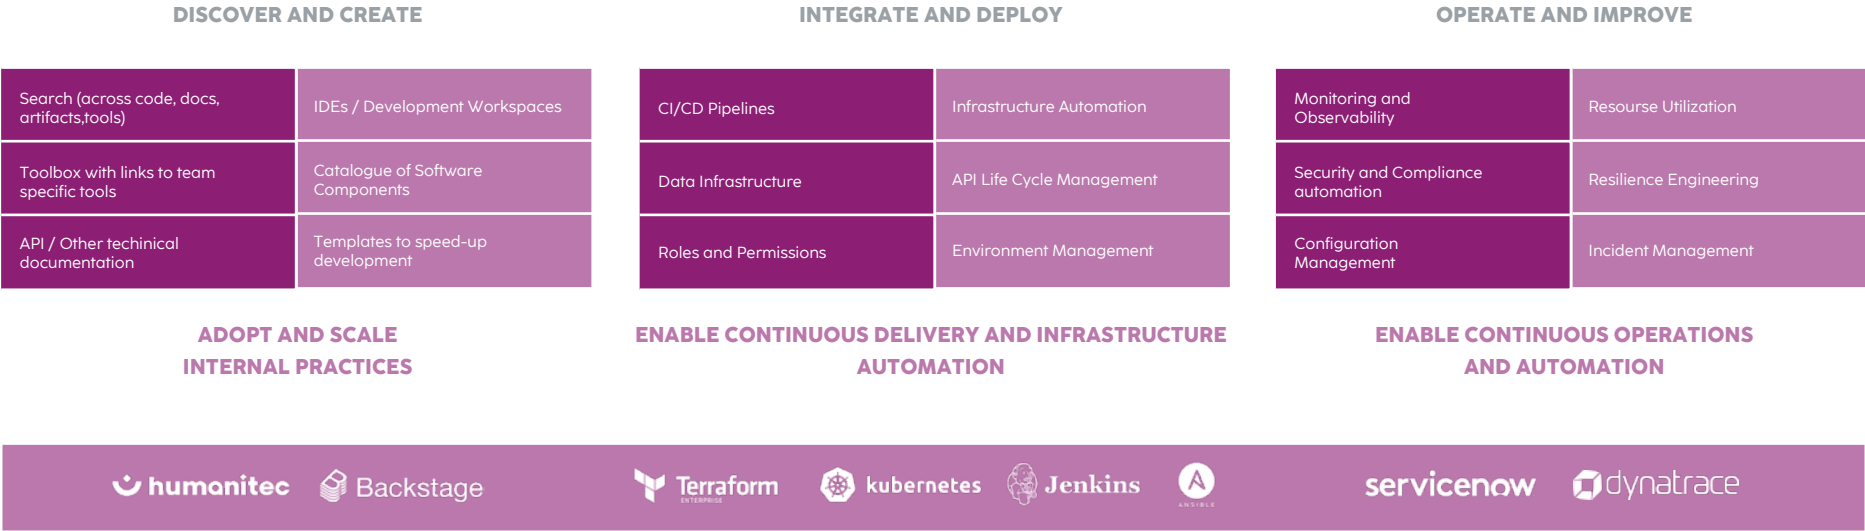 DISCOVER AND CREATE
Search (across code, docs,
artifacts,tools)
IDEs / Development Workspaces
Toolbox with links to team
specific tools
Catalogue of Software
Components
API / Other techinical
documentation
Templates to speed-up
development
ADOPT AND SCALE
INTERNAL PRACTICES
INTEGRATE AND DEPLOY
CI/CD Pipelines
Infrastructure Automation
Data Infrastructure
API Life Cycle Management
Roles and Permissions
Environment Management
ENABLE CONTINUOUS DELIVERY AND INFRASTRUCTURE
AUTOMATION
OPERATE AND IMPROVE
Monitoring and
Observability
Resourse Utilization
Security and Compliance
automation
Resilience Engineering
Configuration
Management
Incident Management
ENABLE CONTINUOUS OPERATIONS
AND AUTOMATION
humanitec
Backstage
Terraform
ENTERPRISE
kubernetes
Jenkins
A
ANSIBLE
servicenow
dynatrace